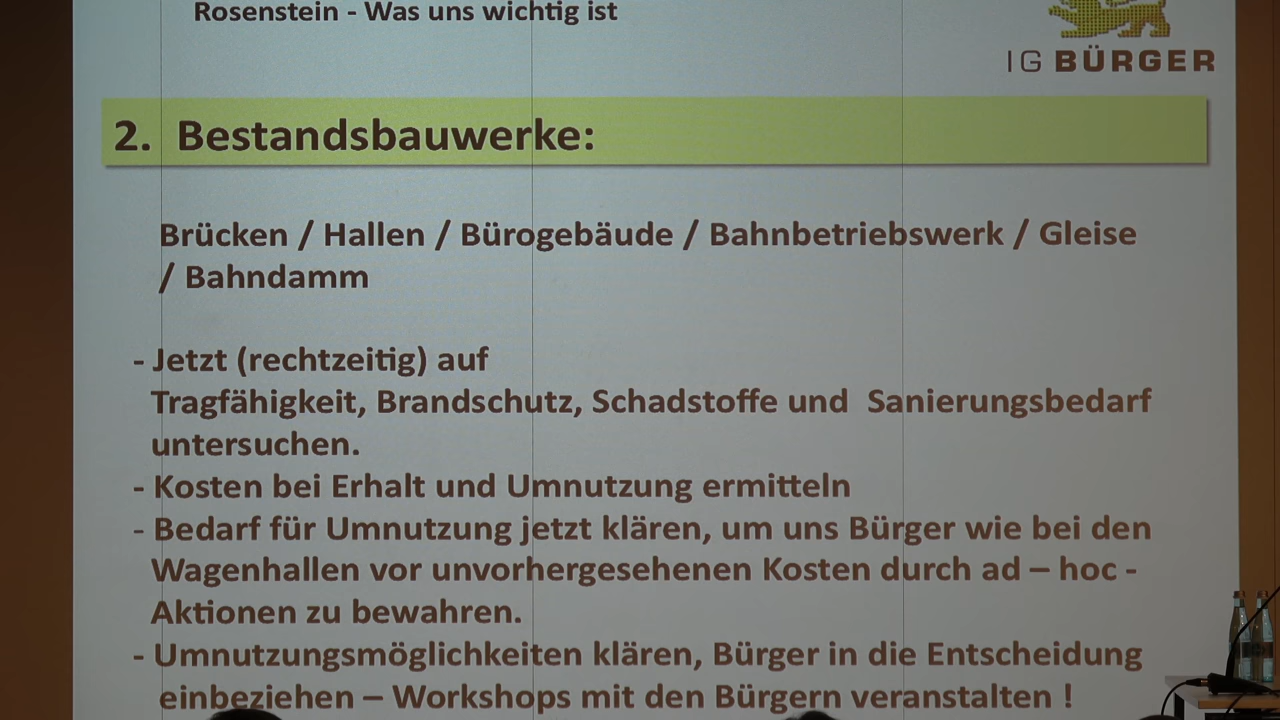 Rosenstein - Was uns wichtig ist
IG BÜRGER
2. Bestandsbauwerke:
Brücken / Hallen / Bürogebäude / Bahnbetriebswerk / Gleise
/ Bahndamm
- Jetzt (rechtzeitig) auf
Tragfähigkeit, Brandschutz, Schadstoffe und Sanierungsbedarf
untersuchen.
- Kosten bei Erhalt und Umnutzung ermitteln
- Bedarf für Umnutzung jetzt klären, um uns Bürger wie bei den
Wagenhallen vor unvorhergesehenen Kosten durch ad – hoc -
Aktionen zu bewahren.
- Umnutzungsmöglichkeiten klären, Bürger in die Entscheidung
einbeziehen – Workshops mit den Bürgern veranstalten !